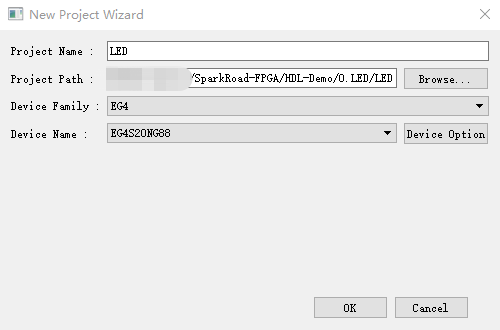 New Project Wizard
Project Name : LED
Project Path : /SparkRoad-FPGA/HDL-Demo/0.LED/LED Browse...
Device Family : EG4
Device Name : EG4S20NG88 Device Option
OK Cancel